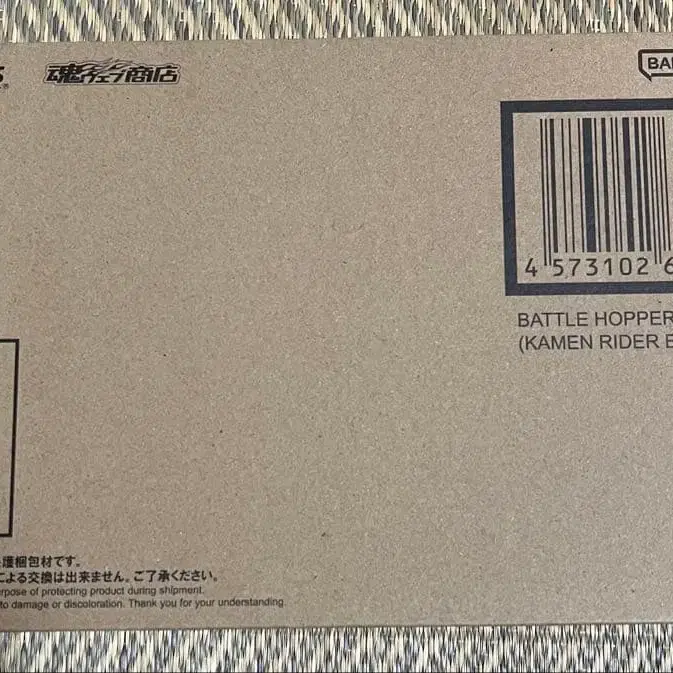 S
魂ウェブ商店
BA
4 573102 6
BATTLE HOPPER
(KAMEN RIDER B
護梱包材です。
よる交換は出来ません。ご了承ください。
rpose of protecting product during shipment.
to damage or discoloration. Thank you for your understanding.